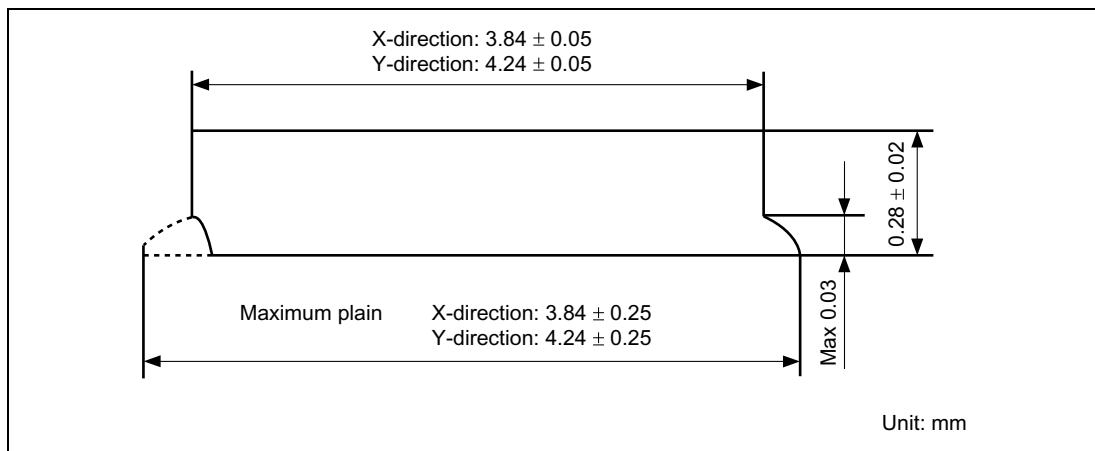 X-direction: 3.84 ± 0.05
Y-direction: 4.24 ± 0.05
0.28 ± 0.02
Max 0.03
Maximum plain X-direction: 3.84 ± 0.25
Y-direction: 4.24 ± 0.25
Unit: mm